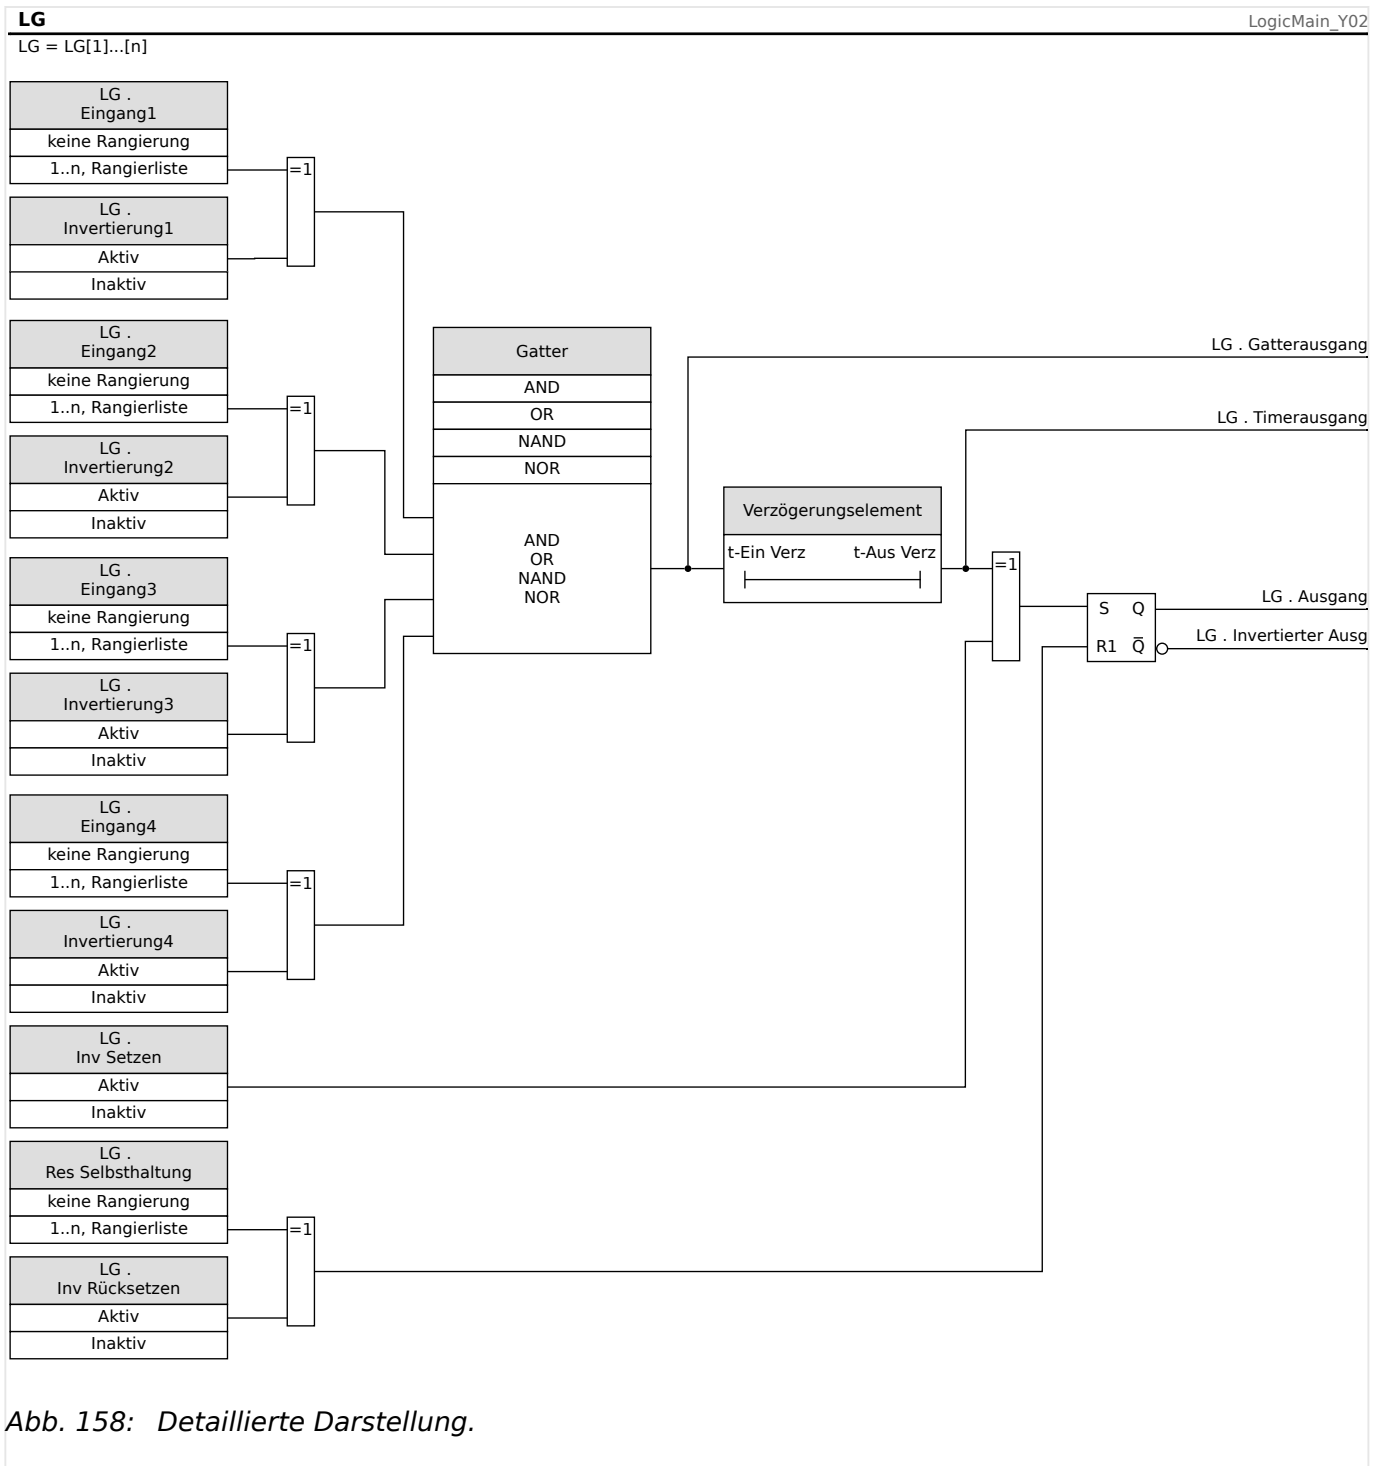 LG
LogicMain_Y02
LG = LG[1]...[n]
LG .
Eingang1
keine Rangierung
1..n, Rangierliste
=1
LG .
Invertierung1
Aktiv
Inaktiv
LG .
Eingang2
keine Rangierung
1..n, Rangierliste
=1
LG .
Invertierung2
Aktiv
Inaktiv
LG .
Eingang3
keine Rangierung
1..n, Rangierliste
=1
LG .
Invertierung3
Aktiv
Inaktiv
LG .
Eingang4
keine Rangierung
1..n, Rangierliste
=1
LG .
Invertierung4
Aktiv
Inaktiv
LG .
Inv Setzen
Aktiv
Inaktiv
LG .
Res Selbsthaltung
keine Rangierung
1..n, Rangierliste
=1
LG .
Inv Rücksetzen
Aktiv
Inaktiv
Gatter
AND
OR
NAND
NOR
AND
OR
NAND
NOR
Verzögerungselement
t-Ein Verz t-Aus Verz
=1
S Q
R1 Q̅
LG . Gatterausgang
LG . Timerausgang
LG . Ausgang
LG . Invertierter Ausg
Abb. 158: Detaillierte Darstellung.